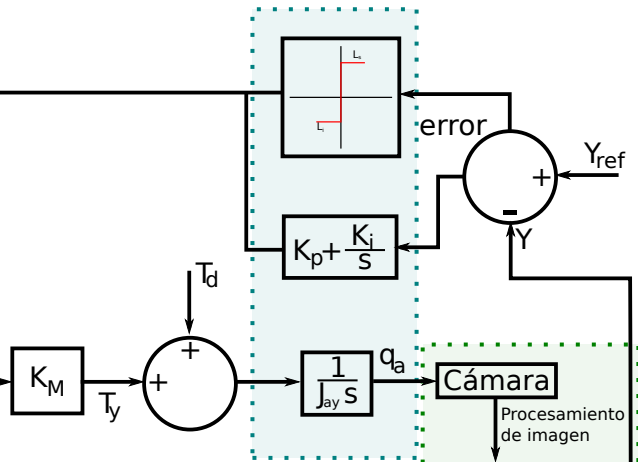 L
error
Y_ref
+
L
K_p + K_i/s
Y
T_d
+
K_M
T_y
+
1/(J_ay s)
q_a
Cámara
Procesamiento
de imagen